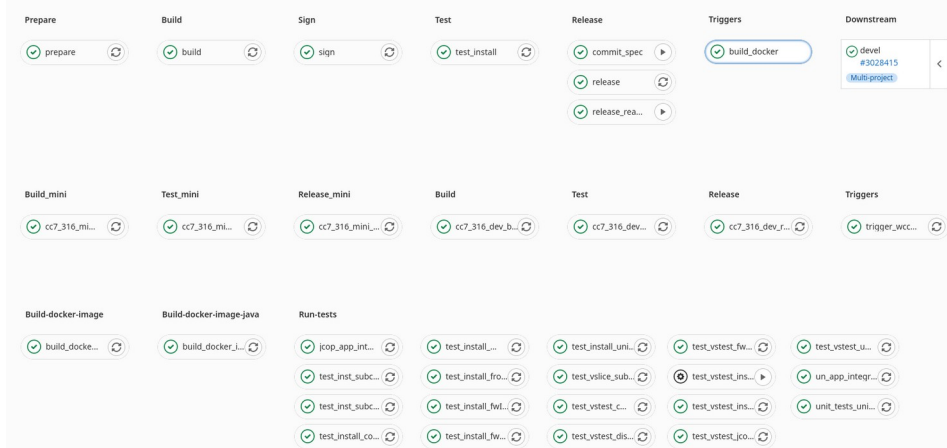 Prepare Build Sign Test Release Triggers Downstream
prepare build sign test_install commit_spec build_docker devel
#3028415
release Multi-project
release_rea...
Build_mini Test_mini Release_mini Build Test Release Triggers
cc7_316_mi... cc7_316_mi... cc7_316_mini_... cc7_316_dev_b... cc7_316_dev... cc7_316_dev_r... trigger_wcc...
Build-docker-image Build-docker-image-java Run-tests
build_docke... build_docker_i... jcop_app_int... test_install_... test_install_uni... test_vstest_fw... test_vstest_u...
test_inst_subc... test_install_fro... test_vslice_sub... test_vstest_ins... un_app_integr...
test_inst_subc... test_install_fwI... test_vstest_c... test_vstest_ins... unit_tests_uni...
test_install_co... test_install_fw... test_vstest_dis... test_vstest_jco...